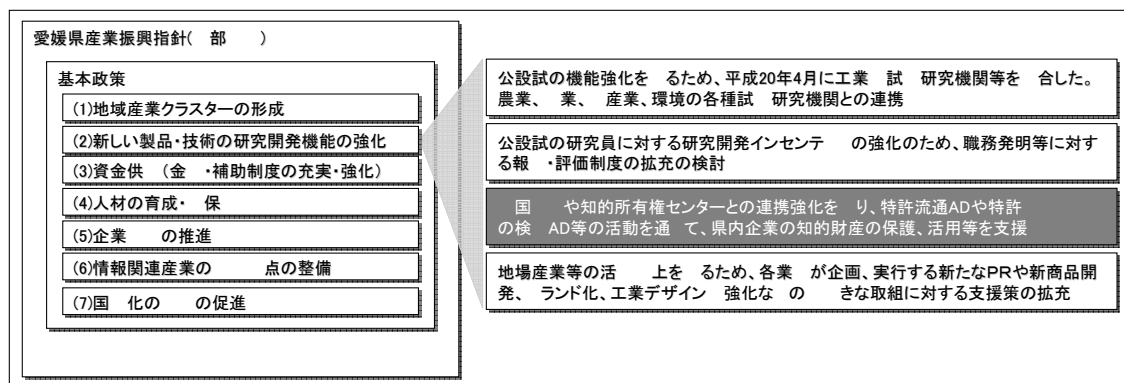 愛媛県産業振興指針( 部 )
基本政策
(1)地域産業クラスターの形成
(2)新しい製品・技術の研究開発機能の強化
(3)資金供 (金 ・補助制度の充実・強化)
(4)人材の育成・ 保
(5)企業 の推進
(6)情報関連産業の 点の整備
(7)国 化の の促進
公設試の機能強化を るため、平成20年4月に工業 試 研究機関等を 合した。
農業、 業、 産業、環境の各種試 研究機関との連携
公設試の研究員に対する研究開発インセンテ の強化のため、職務発明等に対す
る報 ・評価制度の拡充の検討
国 や知的所有権センターとの連携強化を り、特許流通ADや特許
の検 AD等の活動を通 て、県内企業の知的財産の保護、活用等を支援
地場産業等の活 上を るため、各業 が企画、実行する新たなPRや新商品開
発、 ランド化、工業デザイン 強化な の きな取組に対する支援策の拡充